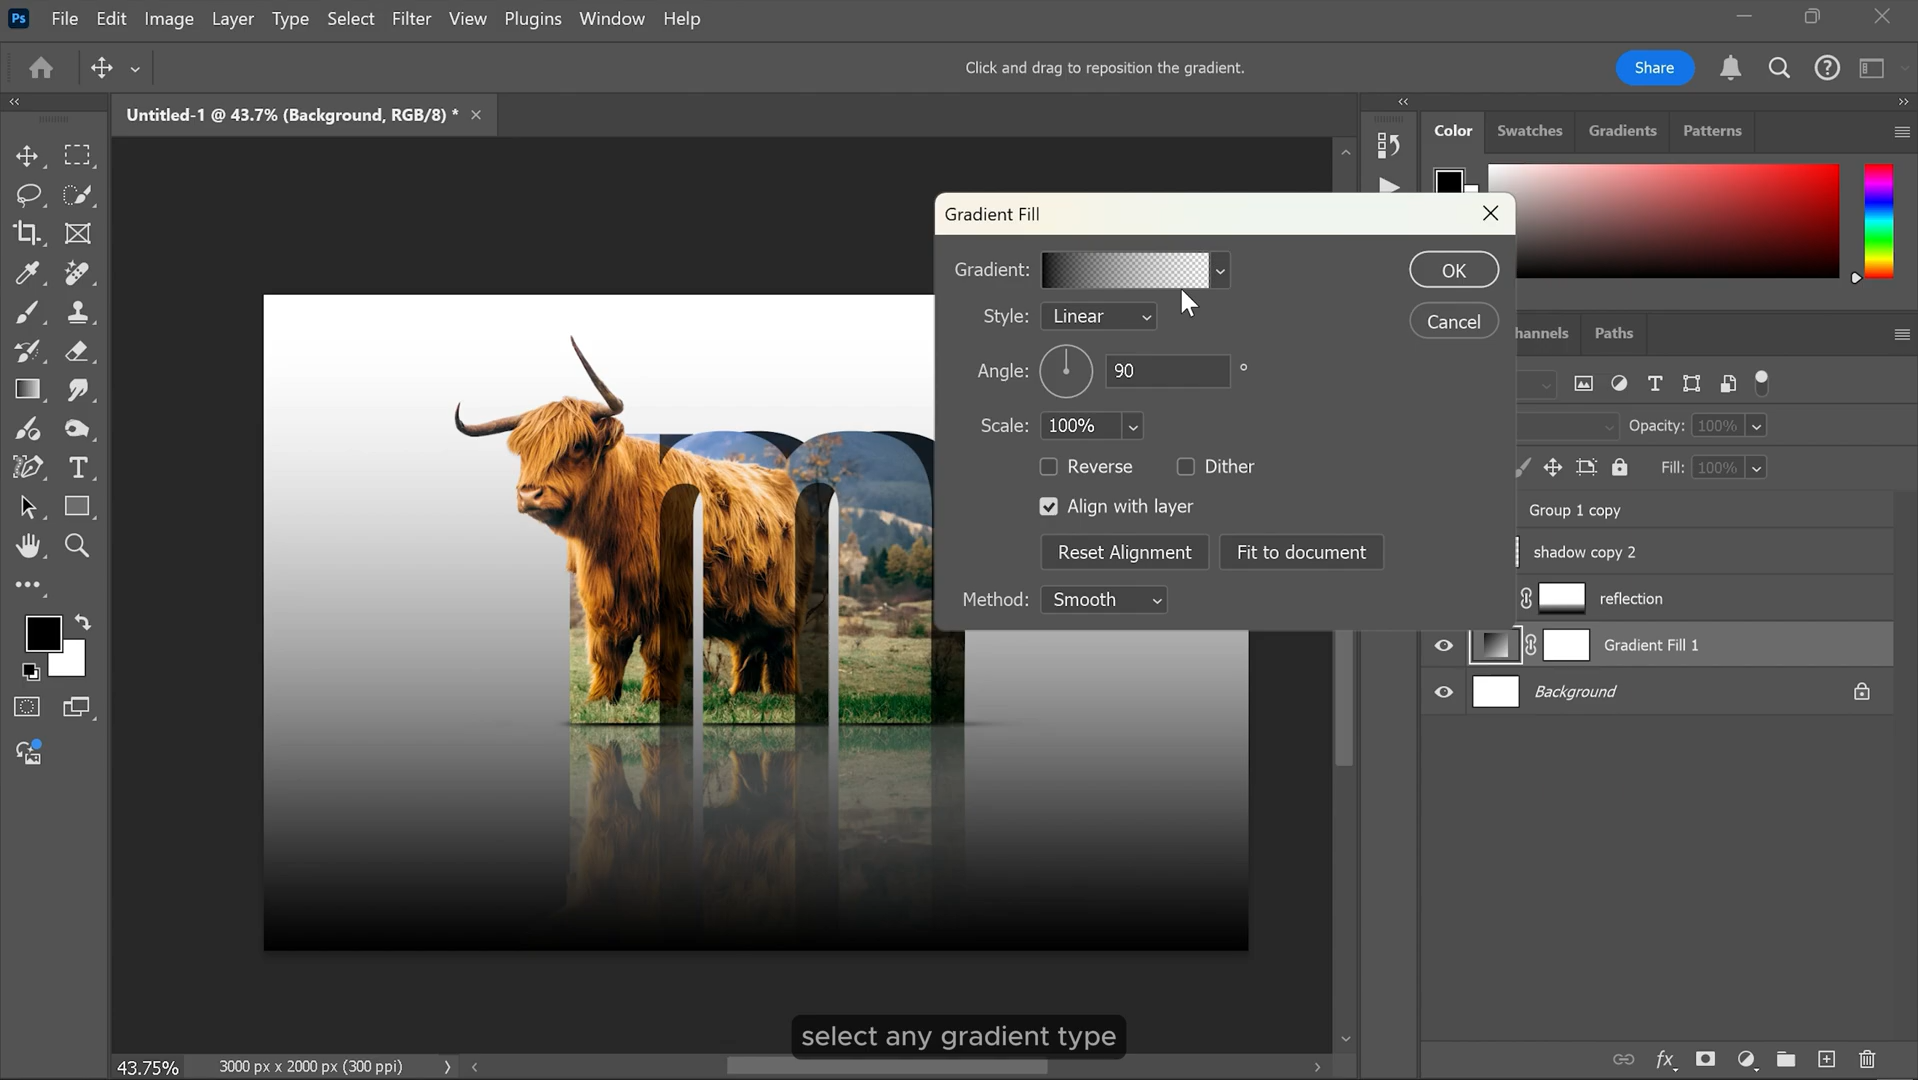 Ps File Edit Image Layer Type Select Filter View Plugins Window Help
Click and drag to reposition the gradient.
Share
Untitled-1 @ 43.7% (Background, RGB/8) *
Color Swatches Gradients Patterns
Gradient Fill
Gradient:
OK
Style: Linear
Cancel
hannels Paths
Angle: 90 °
Scale: 100%
Opacity: 100%
Reverse Dither
Fill: 100%
Align with layer
Group 1 copy
Reset Alignment Fit to document
shadow copy 2
Method: Smooth
reflection
Gradient Fill 1
Background
select any gradient type
43.75% 3000 px x 2000 px (300 ppi)
fx